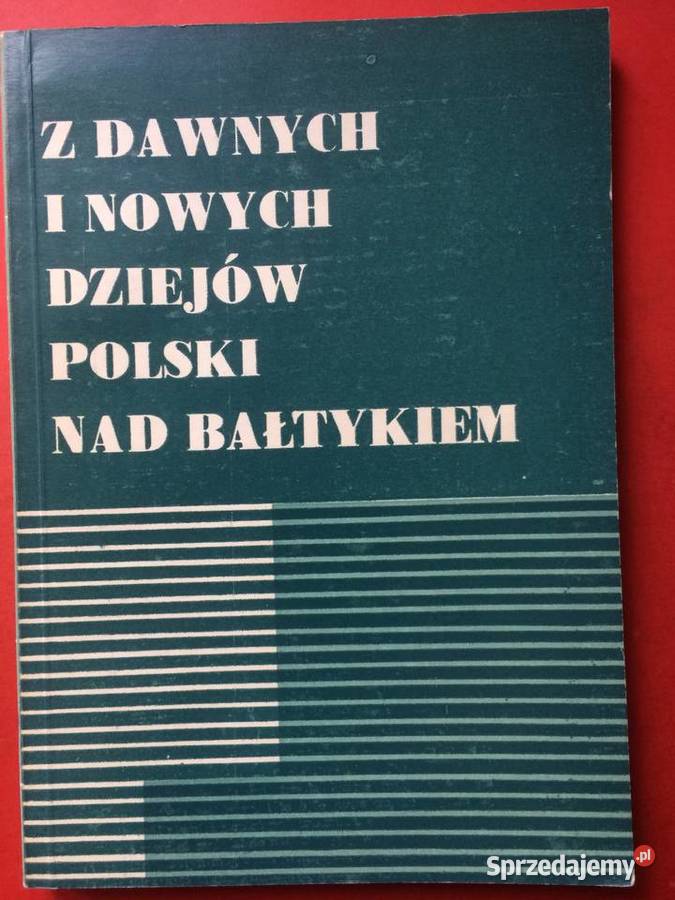 Z DAWNYCH
I NOWYCH
DZIEJÓW
POLSKI
NAD BAŁTYKIEM
Sprzedajemy.pl